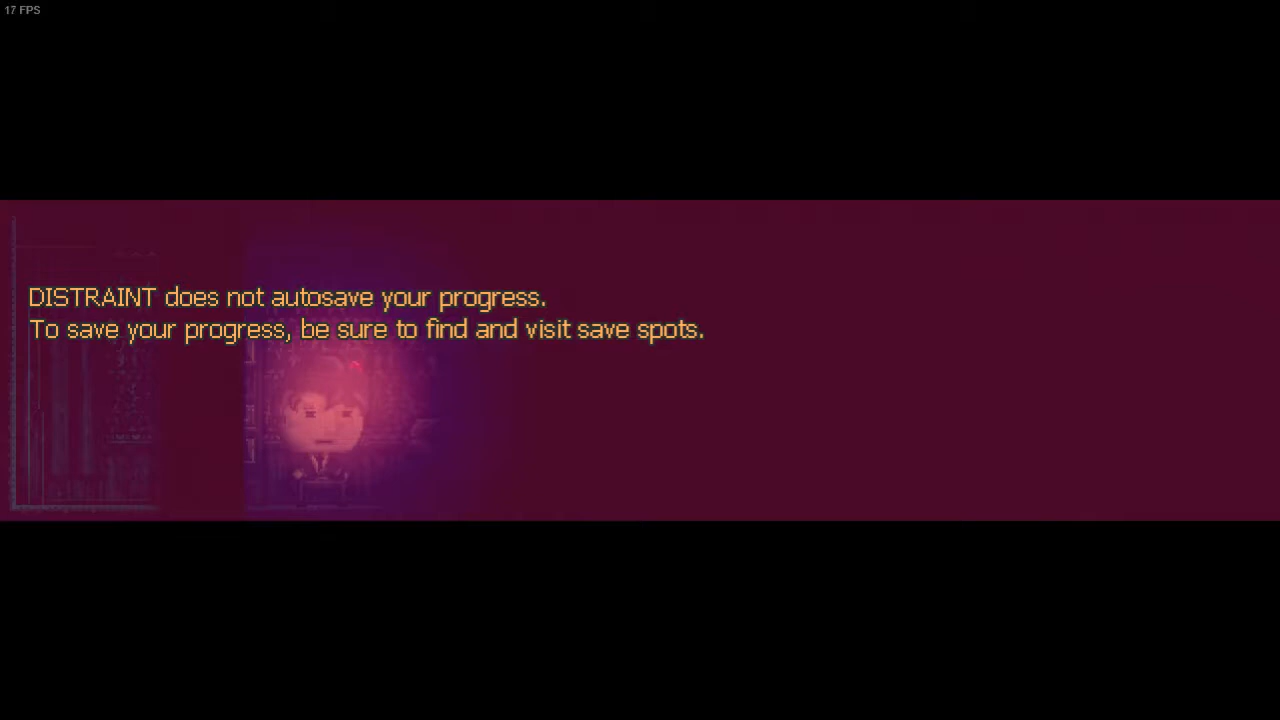 17 FPS
DISTRAINT does not autosave your progress.
To save your progress, be sure to find and visit save spots.